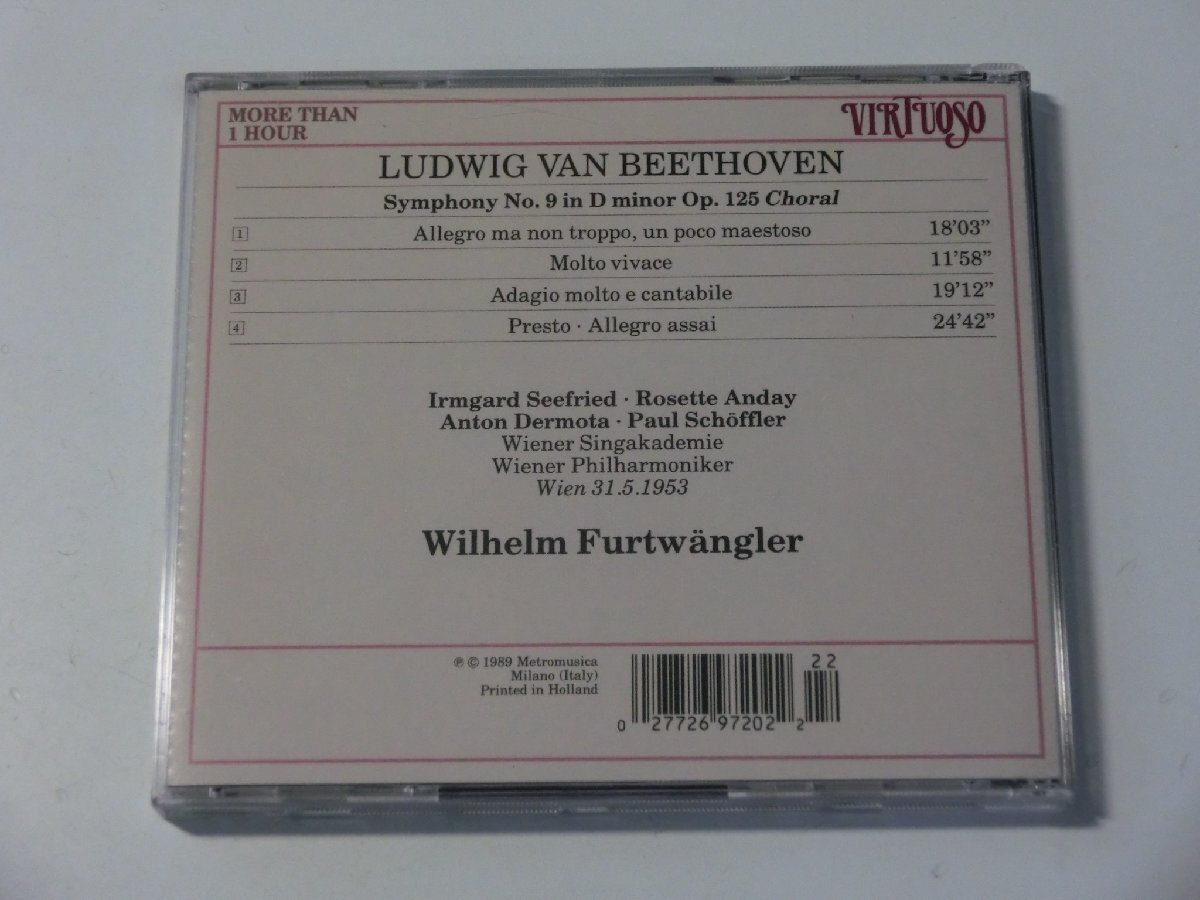 MORE THAN
1 HOUR
VIRTUOSO
LUDWIG VAN BEETHOVEN
Symphony No. 9 in D minor Op. 125 Choral
1 Allegro ma non troppo, un poco maestoso 18’03”
2 Molto vivace 11’58”
3 Adagio molto e cantabile 19’12”
4 Presto · Allegro assai 24’42”
Irmgard Seefried · Rosette Anday
Anton Dermota · Paul Schöffler
Wiener Singakademie
Wiener Philharmoniker
Wien 31.5.1953
Wilhelm Furtwängler
℗ © 1989 Metromusica
Milano (Italy)
Printed in Holland
22
0 27726 97202 2